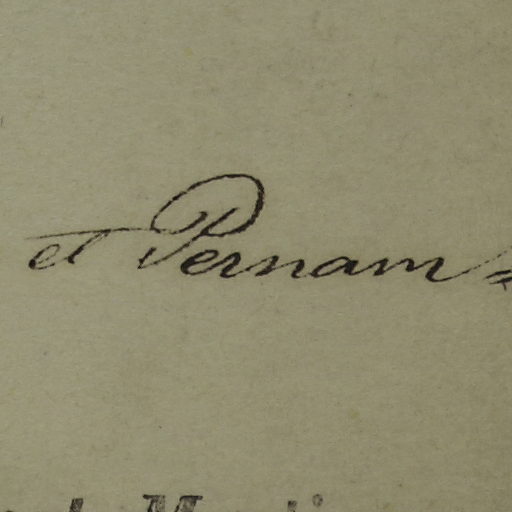 et Pernam=